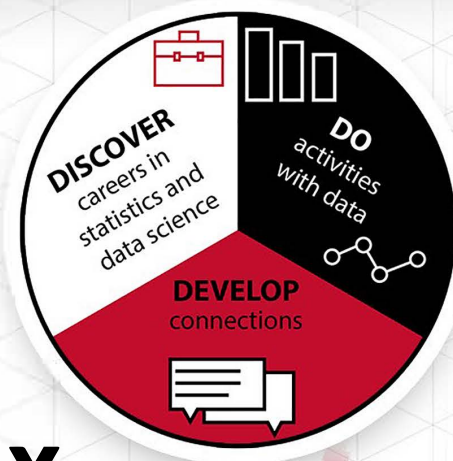 DISCOVER
careers in
statistics and
data science
DO
activities
with data
DEVELOP
connections